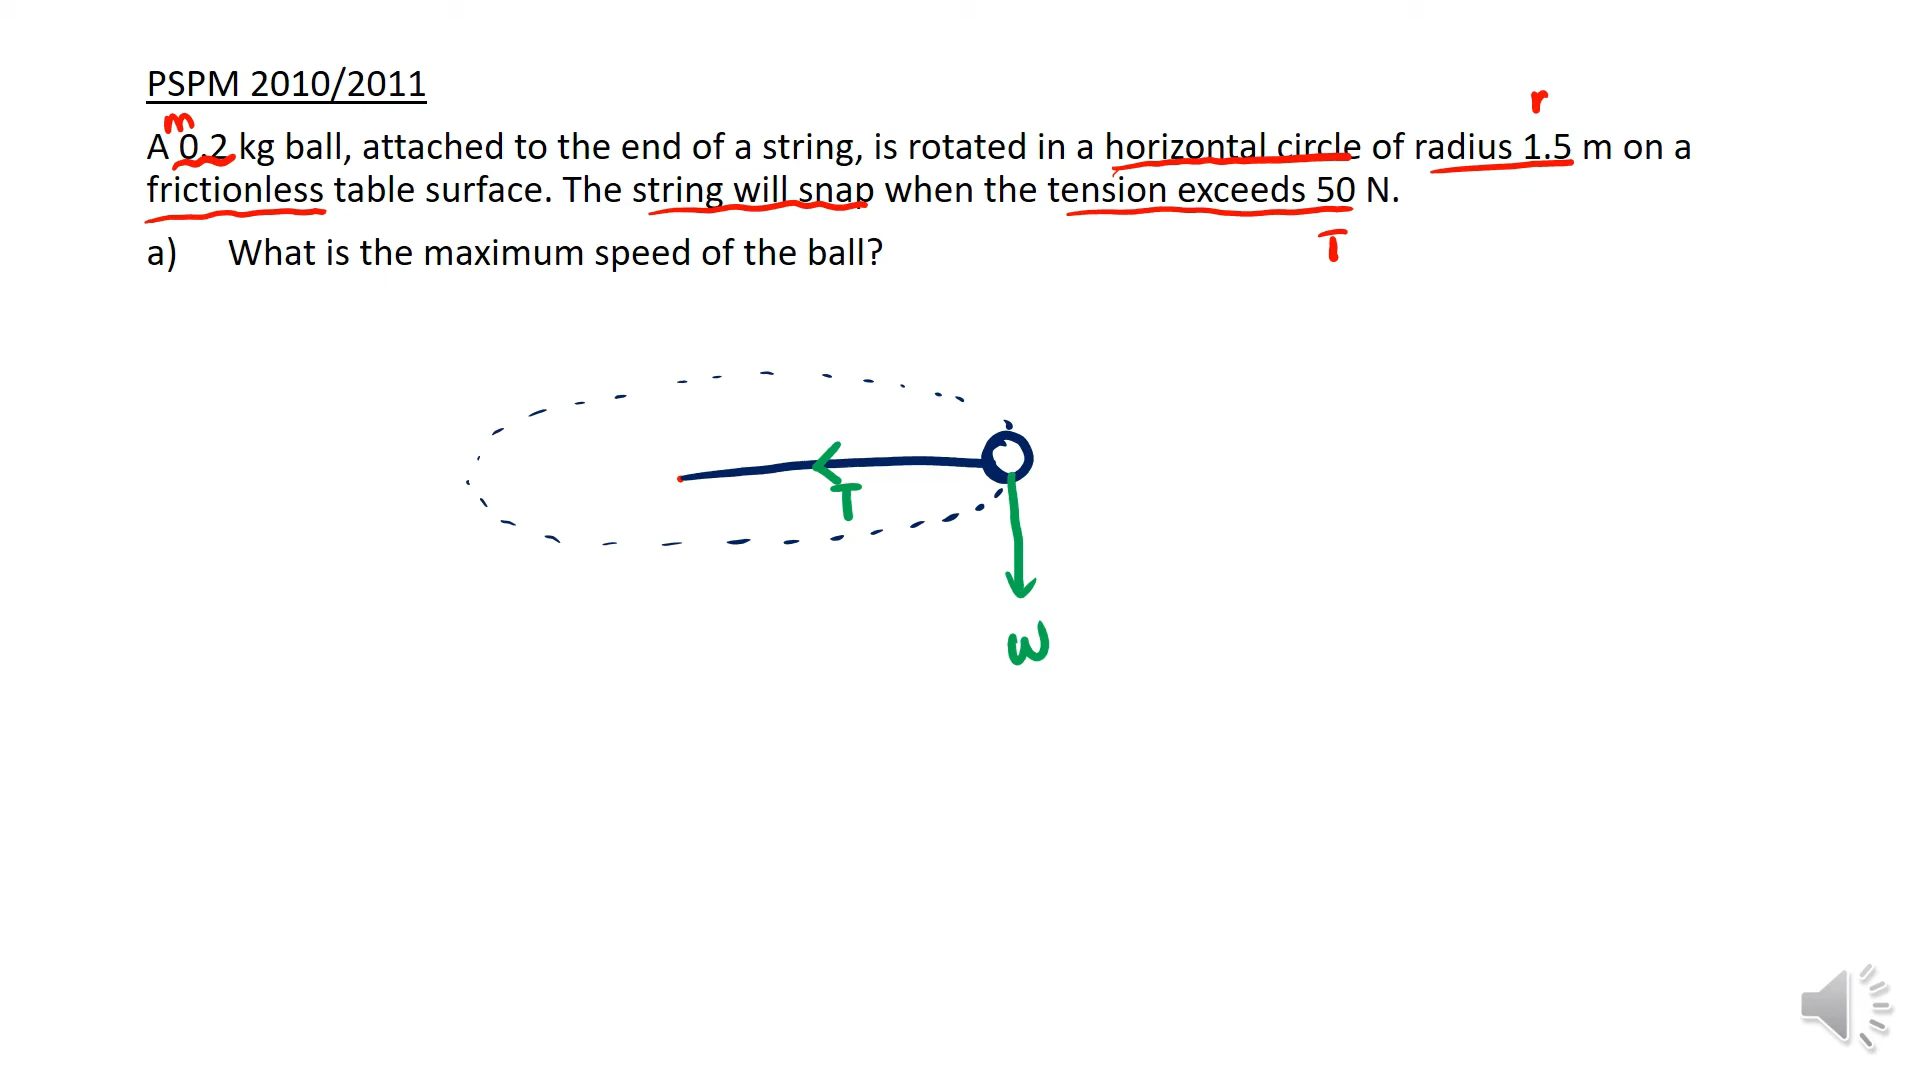 PSPM 2010/2011
r
m
A 0.2 kg ball, attached to the end of a string, is rotated in a horizontal circle of radius 1.5 m on a
frictionless table surface. The string will snap when the tension exceeds 50 N.
T
a) What is the maximum speed of the ball?
T
W